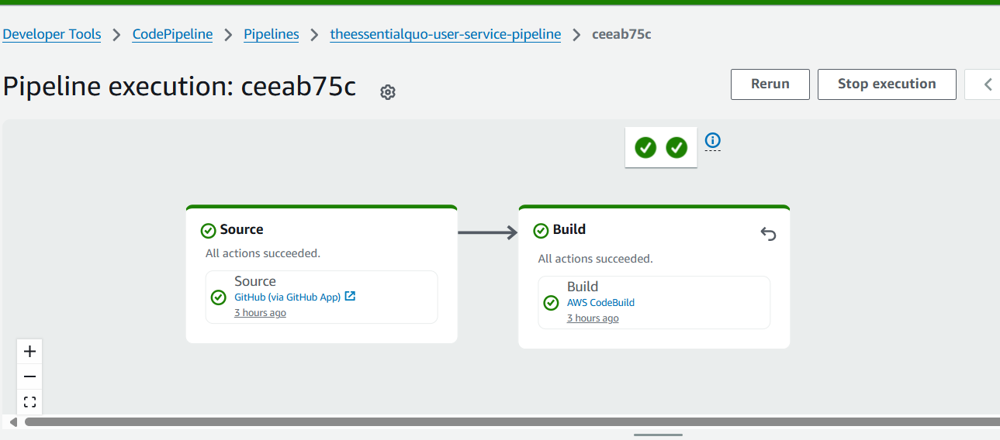 Developer Tools > CodePipeline > Pipelines > theessentialquo-user-service-pipeline > ceeab75c
Pipeline execution: ceeab75c
Rerun
Stop execution
Source
All actions succeeded.
Source
GitHub (via GitHub App)
3 hours ago
Build
All actions succeeded.
Build
AWS CodeBuild
3 hours ago